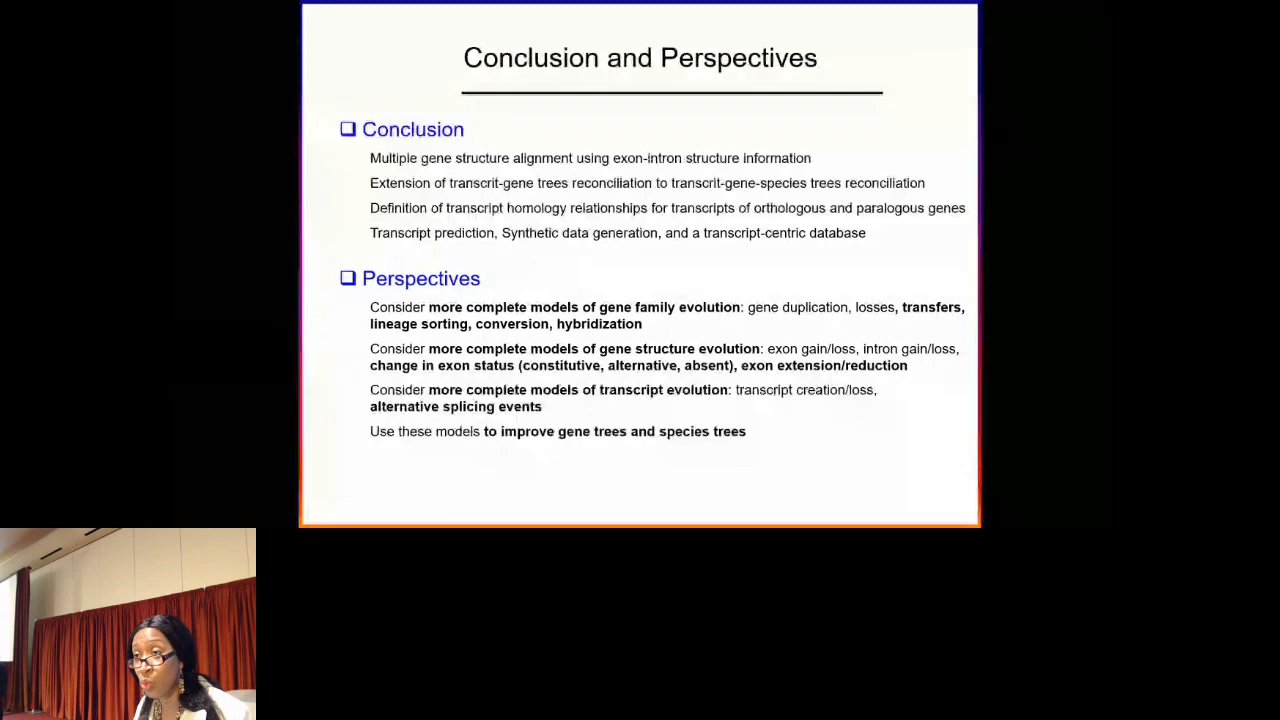 Conclusion and Perspectives
❑ Conclusion
Multiple gene structure alignment using exon-intron structure information
Extension of transcrit-gene trees reconciliation to transcrit-gene-species trees reconciliation
Definition of transcript homology relationships for transcripts of orthologous and paralogous genes
Transcript prediction, Synthetic data generation, and a transcript-centric database
❑ Perspectives
Consider more complete models of gene family evolution: gene duplication, losses, transfers,
lineage sorting, conversion, hybridization
Consider more complete models of gene structure evolution: exon gain/loss, intron gain/loss,
change in exon status (constitutive, alternative, absent), exon extension/reduction
Consider more complete models of transcript evolution: transcript creation/loss,
alternative splicing events
Use these models to improve gene trees and species trees